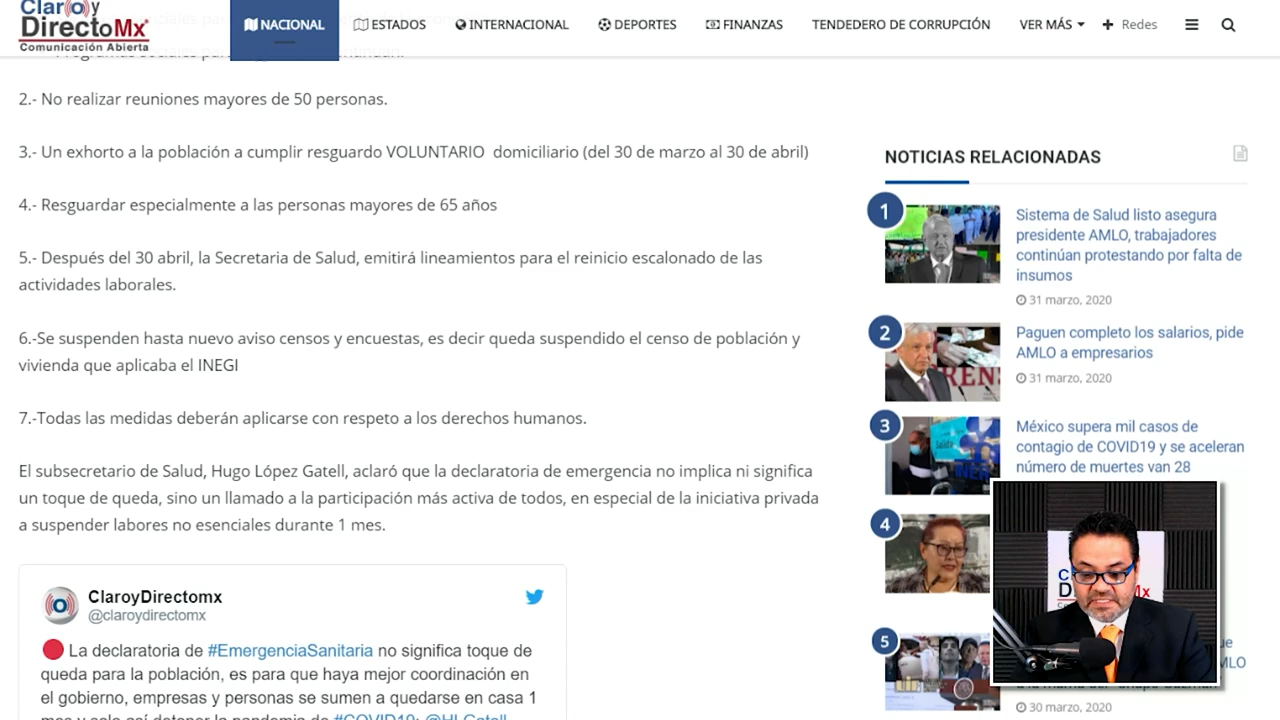 Claro y
DirectoMx
Comunicación Abierta
NACIONAL
ESTADOS
INTERNACIONAL
DEPORTES
FINANZAS
TENDEDERO DE CORRUPCIÓN
VER MÁS
Redes
2.- No realizar reuniones mayores de 50 personas.
3.- Un exhorto a la población a cumplir resguardo VOLUNTARIO domiciliario (del 30 de marzo al 30 de abril)
4.- Resguardar especialmente a las personas mayores de 65 años
5.- Después del 30 abril, la Secretaria de Salud, emitirá lineamientos para el reinicio escalonado de las
actividades laborales.
6.-Se suspenden hasta nuevo aviso censos y encuestas, es decir queda suspendido el censo de población y
vivienda que aplicaba el INEGI
7.-Todas las medidas deberán aplicarse con respeto a los derechos humanos.
El subsecretario de Salud, Hugo López Gatell, aclaró que la declaratoria de emergencia no implica ni significa
un toque de queda, sino un llamado a la participación más activa de todos, en especial de la iniciativa privada
a suspender labores no esenciales durante 1 mes.
ClaroyDirectomx
@claroydirectomx
La declaratoria de #EmergenciaSanitaria no significa toque de
queda para la población, es para que haya mejor coordinación en
el gobierno, empresas y personas se sumen a quedarse en casa 1
mes y solo así detener la pandemia de #COVID19: @HLGatell
NOTICIAS RELACIONADAS
1
Sistema de Salud listo asegura
presidente AMLO, trabajadores
continúan protestando por falta de
insumos
31 marzo, 2020
2
Paguen completo los salarios, pide
AMLO a empresarios
31 marzo, 2020
3
México supera mil casos de
contagio de COVID19 y se aceleran
número de muertes van 28
4
5
30 marzo, 2020